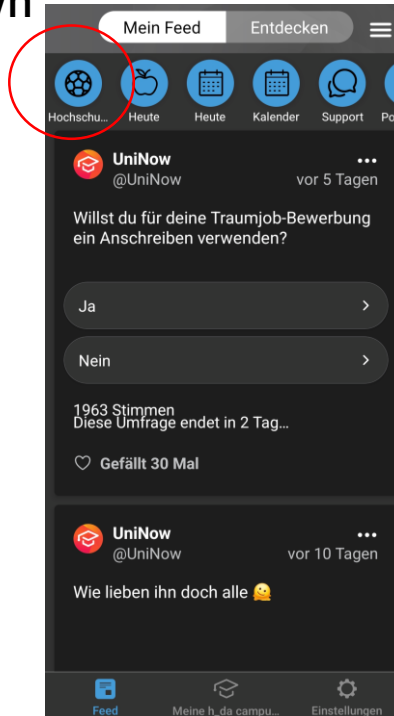 Mein Feed Entdecken
Hochschu... Heute Heute Kalender Support
UniNow
@UniNow vor 5 Tagen
Willst du für deine Traumjob-Bewerbung
ein Anschreiben verwenden?
Ja
Nein
1963 Stimmen
Diese Umfrage endet in 2 Tag...
Gefällt 30 Mal
UniNow
@UniNow vor 10 Tagen
Wie lieben ihn doch alle 🫠
Feed Meine h_da campu... Einstellungen